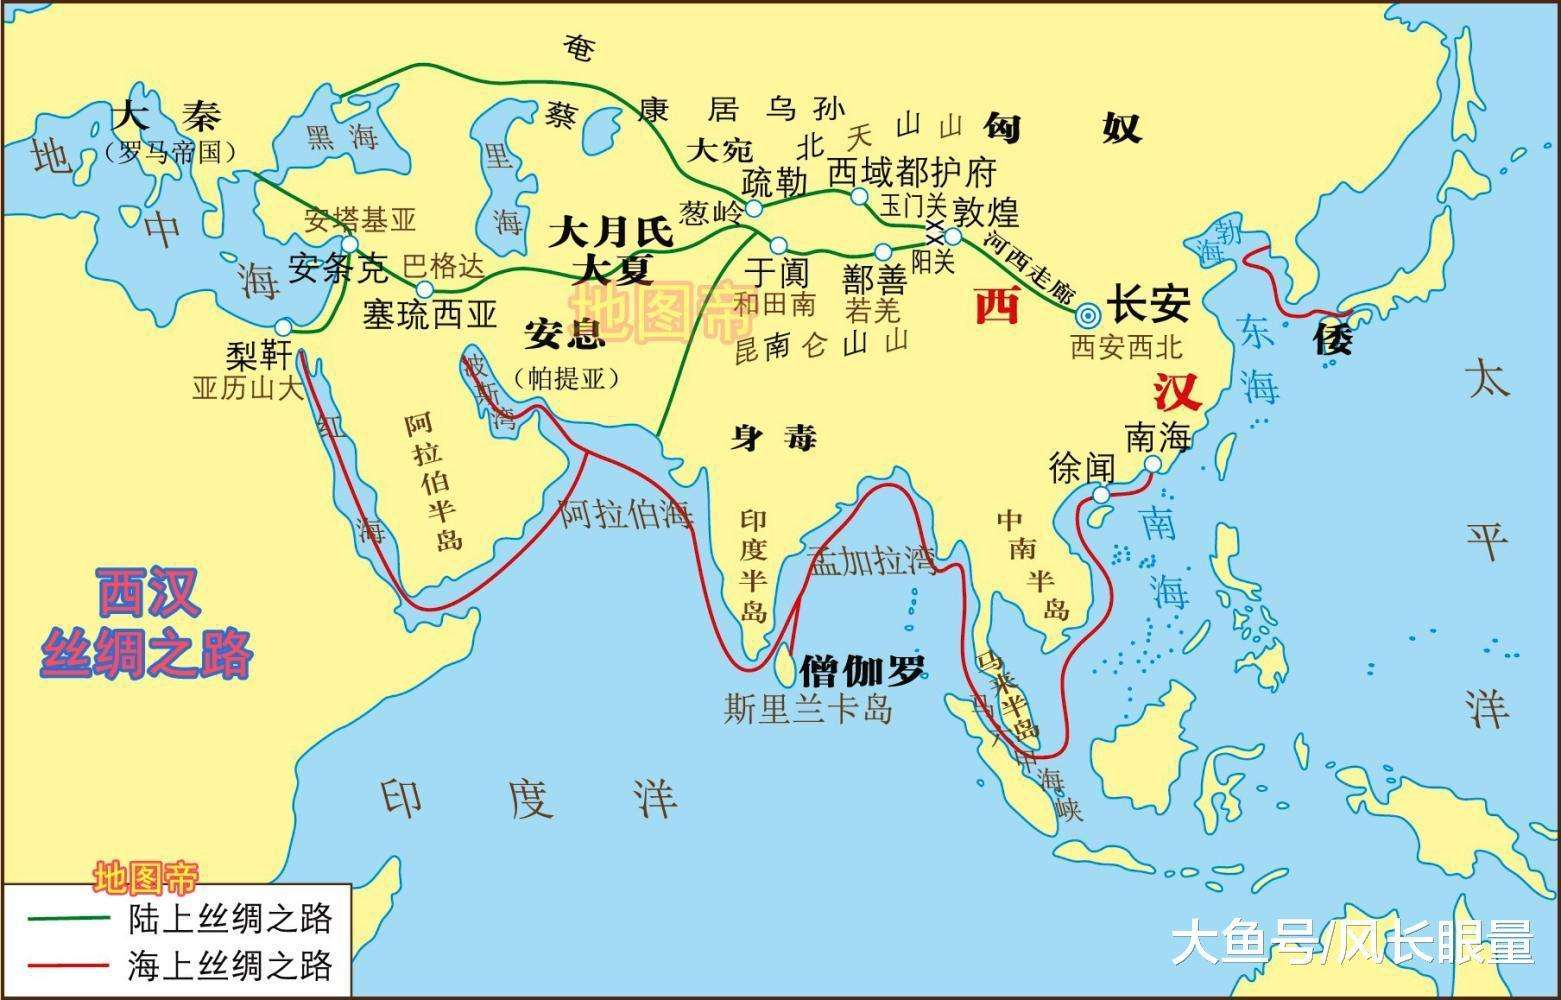 奄
蔡
康 居
乌 孙
北 天 山 山
匈 奴
大 秦
（罗马帝国）
地 中 海
黑 海
里 海
大宛
疏勒
西域都护府
葱岭
玉门关
敦煌
阳关
河西走廊
安塔基亚
安条克
巴格达
塞琉西亚
大月氏
大夏
地图帝
于阗
和田南
鄯善
若羌
昆 南 仑 山 山
西 汉
长安
西安西北
勃 海
倭
东 海
太 平 洋
安息
（帕提亚）
梨靬
亚历山大
红 海
波 斯 湾
阿 拉 伯 半 岛
身 毒
南海
徐闻
阿拉伯海
印 度 半 岛
孟加拉湾
中 南 半 岛
南 海
西汉
丝绸之路
僧伽罗
斯里兰卡岛
马 来 半 岛
马 六 甲 海 峡
印 度 洋
地图帝
陆上丝绸之路
海上丝绸之路
大鱼号/风长眼量